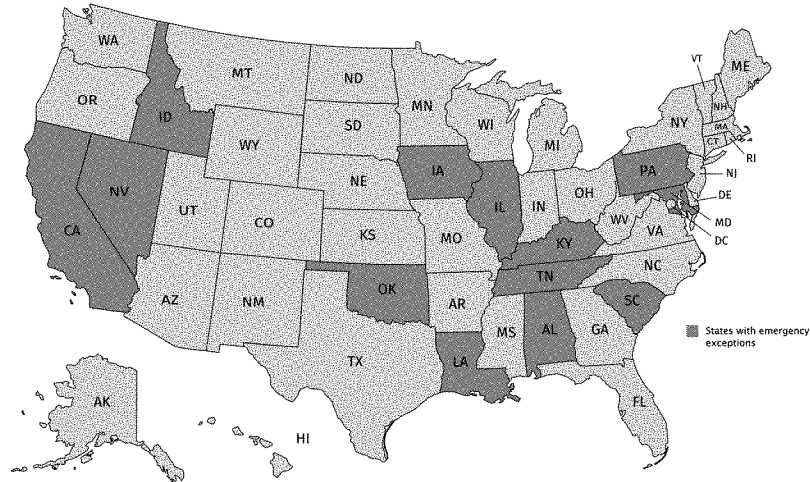 WA
MT
ND
MN
VT
ME
OR
ID
SD
WI
MI
NY
NH
MA
CT
RI
WY
IA
PA
NJ
NV
NE
IL
IN
OH
DE
MD
DC
CA
UT
CO
KS
MO
KY
WV
VA
AZ
NM
OK
AR
TN
NC
SC
MS
AL
GA
States with emergency
exceptions
TX
LA
FL
AK
HI